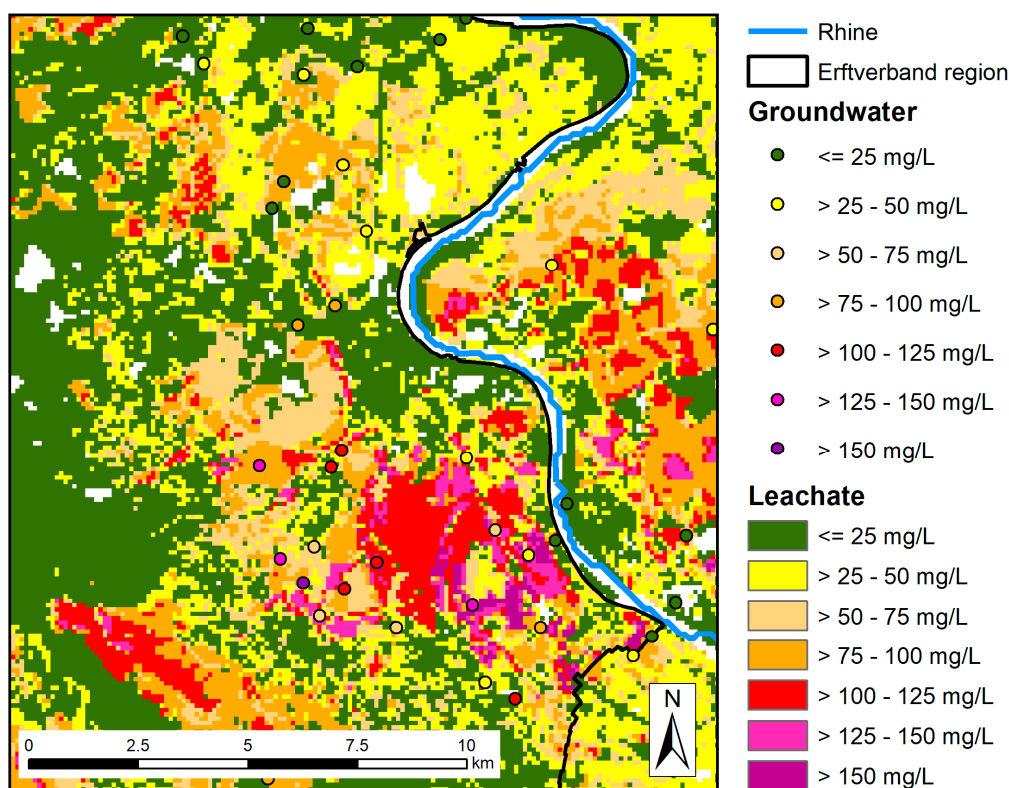 Rhine
Erftverband region
Groundwater
<= 25 mg/L
> 25 - 50 mg/L
> 50 - 75 mg/L
> 75 - 100 mg/L
> 100 - 125 mg/L
> 125 - 150 mg/L
> 150 mg/L
Leachate
<= 25 mg/L
> 25 - 50 mg/L
> 50 - 75 mg/L
> 75 - 100 mg/L
> 100 - 125 mg/L
> 125 - 150 mg/L
> 150 mg/L
N
0 2.5 5 7.5 10
km